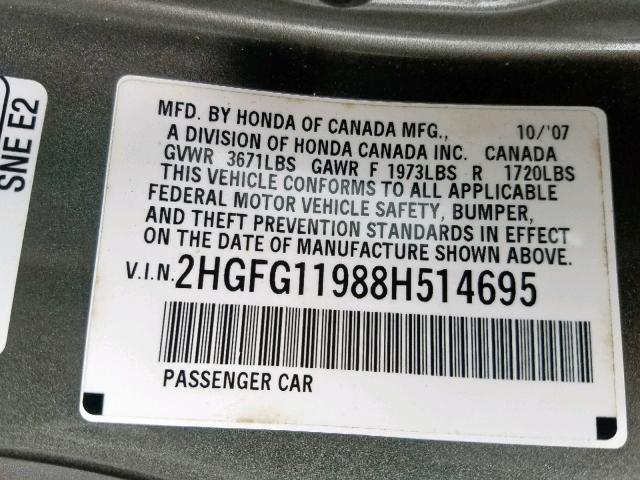 SNE E2
MFD. BY HONDA OF CANADA MFG., 10/'07
A DIVISION OF HONDA CANADA INC. CANADA
GVWR 3671LBS GAWR F 1973LBS R 1720LBS
THIS VEHICLE CONFORMS TO ALL APPLICABLE
FEDERAL MOTOR VEHICLE SAFETY, BUMPER,
AND THEFT PREVENTION STANDARDS IN EFFECT
ON THE DATE OF MANUFACTURE SHOWN ABOVE.
V.I.N. 2HGFG11988H514695
PASSENGER CAR